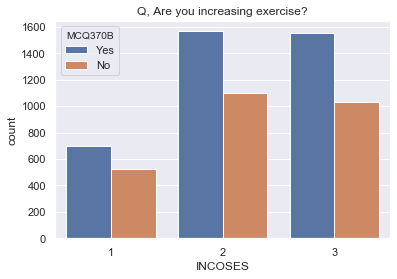 Q, Are you increasing exercise?
MCQ370B
Yes
No
count
1600
1400
1200
1000
800
600
400
200
0
1 2 3
INCOSES